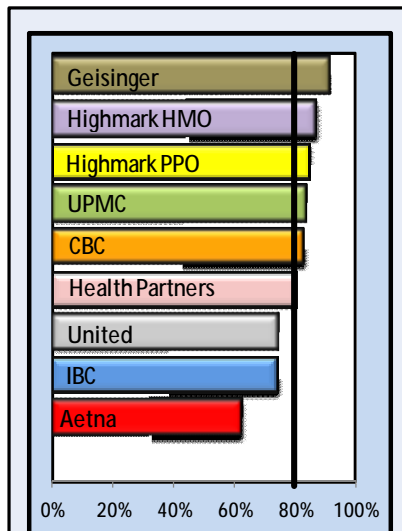 Geisinger
Highmark HMO
Highmark PPO
UPMC
CBC
Health Partners
United
IBC
Aetna
0% 20% 40% 60% 80% 100%